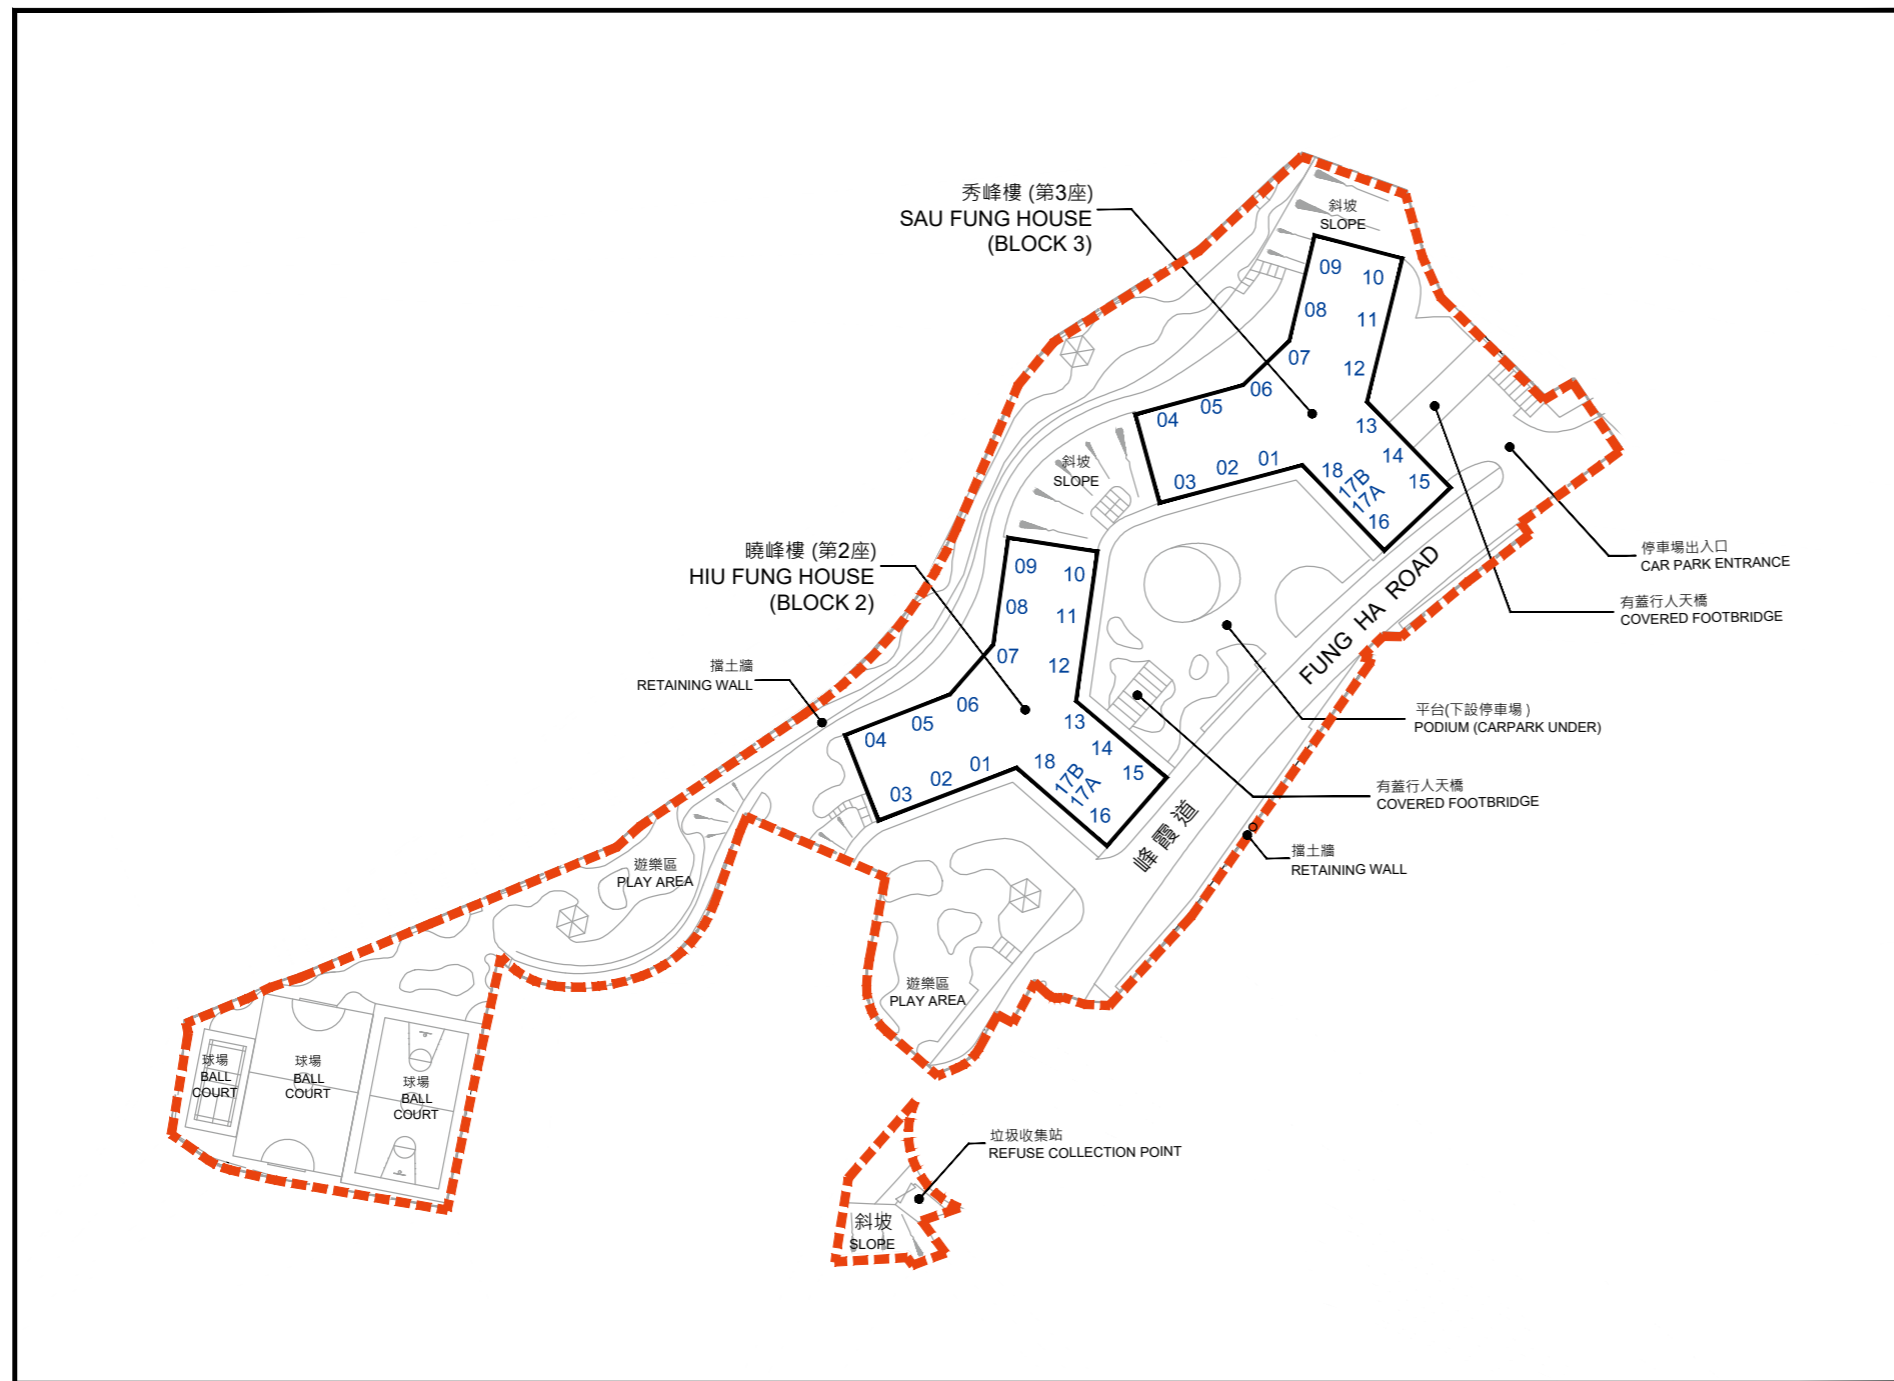 秀峰樓 (第3座)
SAU FUNG HOUSE
(BLOCK 3)
斜坡
SLOPE
09
10
08
11
07
12
06
05
04
13
14
15
01
02
03
18
17B
17A
16
斜坡
SLOPE
曉峰樓 (第2座)
HIU FUNG HOUSE
(BLOCK 2)
09
10
08
11
07
12
06
05
04
13
14
15
01
02
03
18
17B
17A
16
FUNG HA ROAD
峰霞道
停車場出入口
CAR PARK ENTRANCE
有蓋行人天橋
COVERED FOOTBRIDGE
擋土牆
RETAINING WALL
平台(下設停車場 )
PODIUM (CARPARK UNDER)
有蓋行人天橋
COVERED FOOTBRIDGE
擋土牆
RETAINING WALL
遊樂區
PLAY AREA
遊樂區
PLAY AREA
球場
BALL
COURT
球場
BALL
COURT
球場
BALL
COURT
垃圾收集站
REFUSE COLLECTION POINT
斜坡
SLOPE